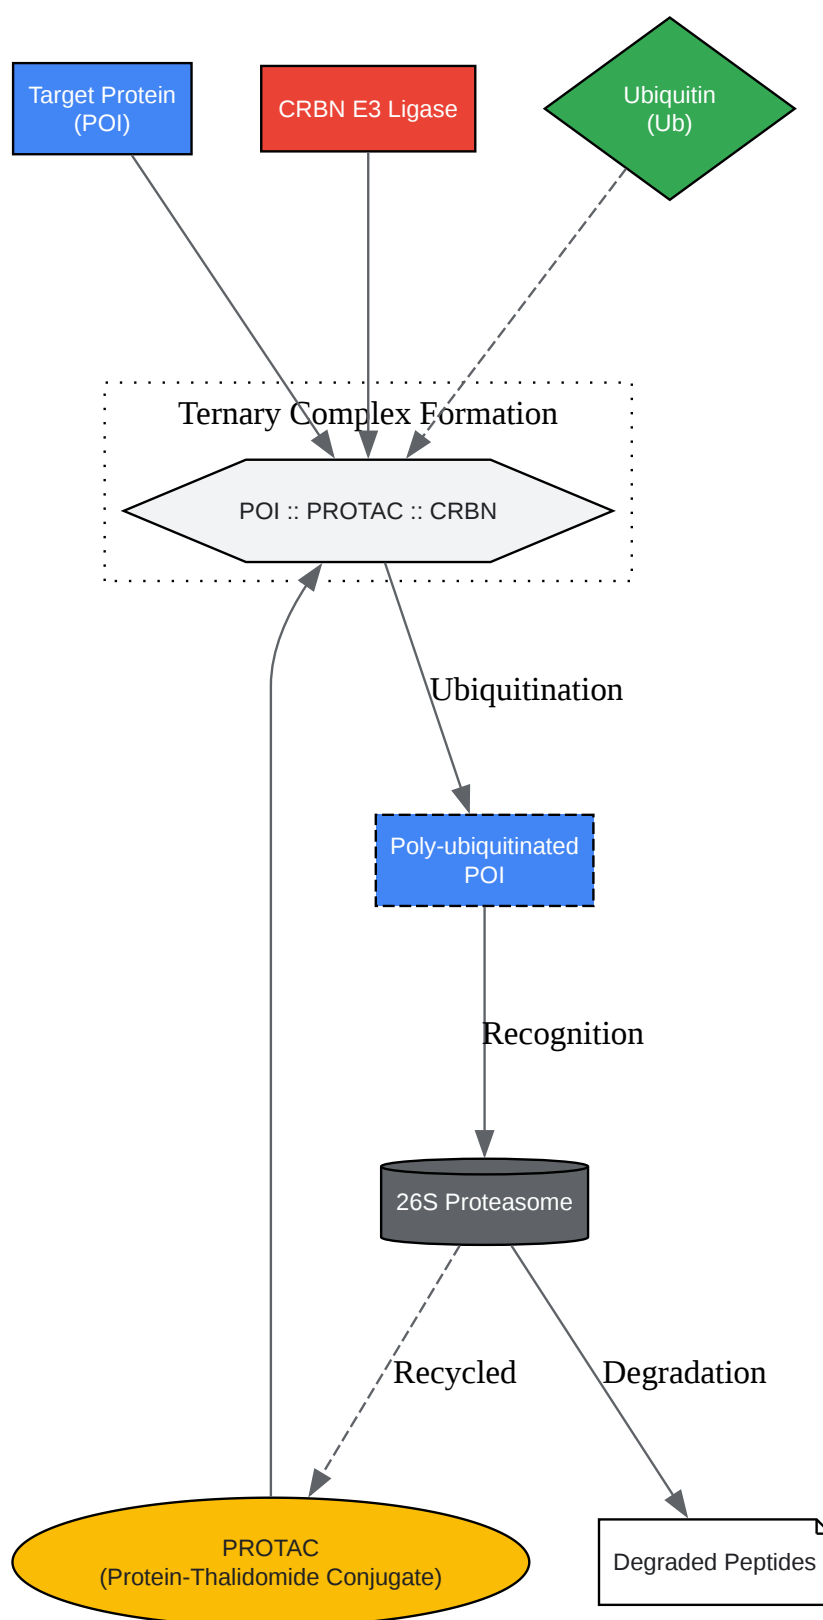 Target Protein
(POI)
CRBN E3 Ligase
Ubiquitin
(Ub)
Ternary Complex Formation
POI :: PROTAC :: CRBN
Ubiquitination
Poly-ubiquitinated
POI
Recognition
26S Proteasome
Recycled
Degradation
PROTAC
(Protein-Thalidomide Conjugate)
Degraded Peptides